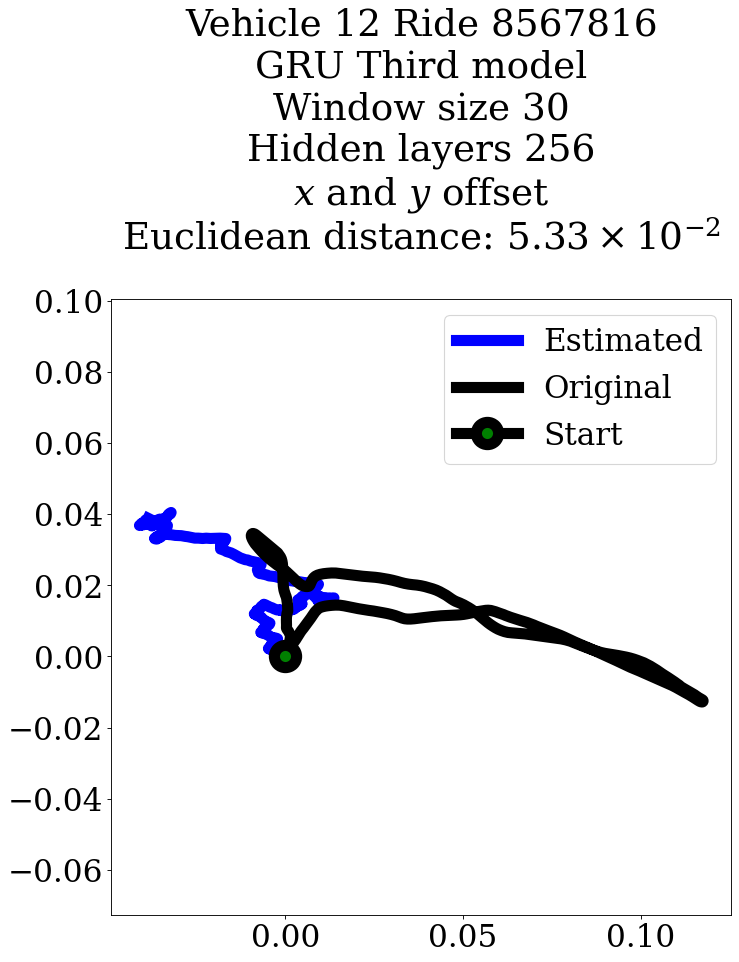 Vehicle 12 Ride 8567816
GRU Third model
Window size 30
Hidden layers 256
x and y offset
Euclidean distance: 5.33 × 10⁻²
0.10
0.08
0.06
0.04
0.02
0.00
−0.02
−0.04
−0.06
Estimated
Original
Start
0.00 0.05 0.10